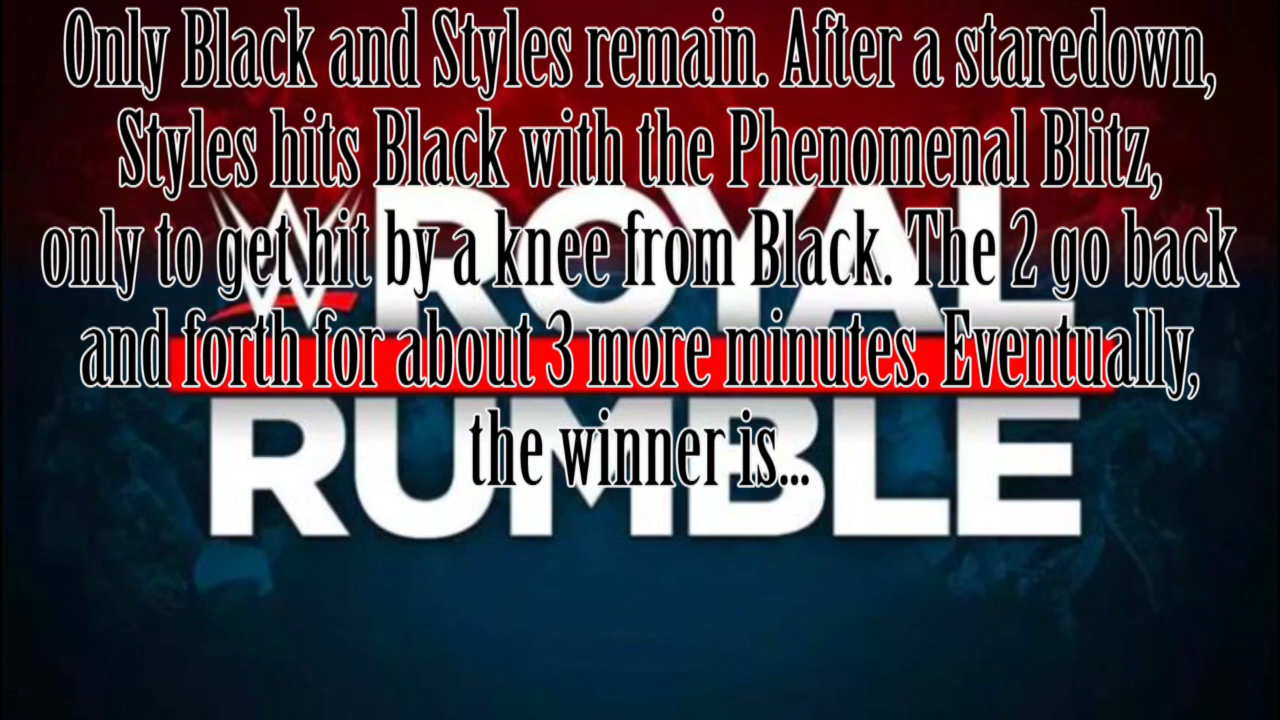 Only Black and Styles remain. After a staredown,
Styles hits Black with the Phenomenal Blitz,
only to get hit by a knee from Black. The 2 go back
and forth for about 3 more minutes. Eventually,
the winner is...
W ROYAL
RUMBLE